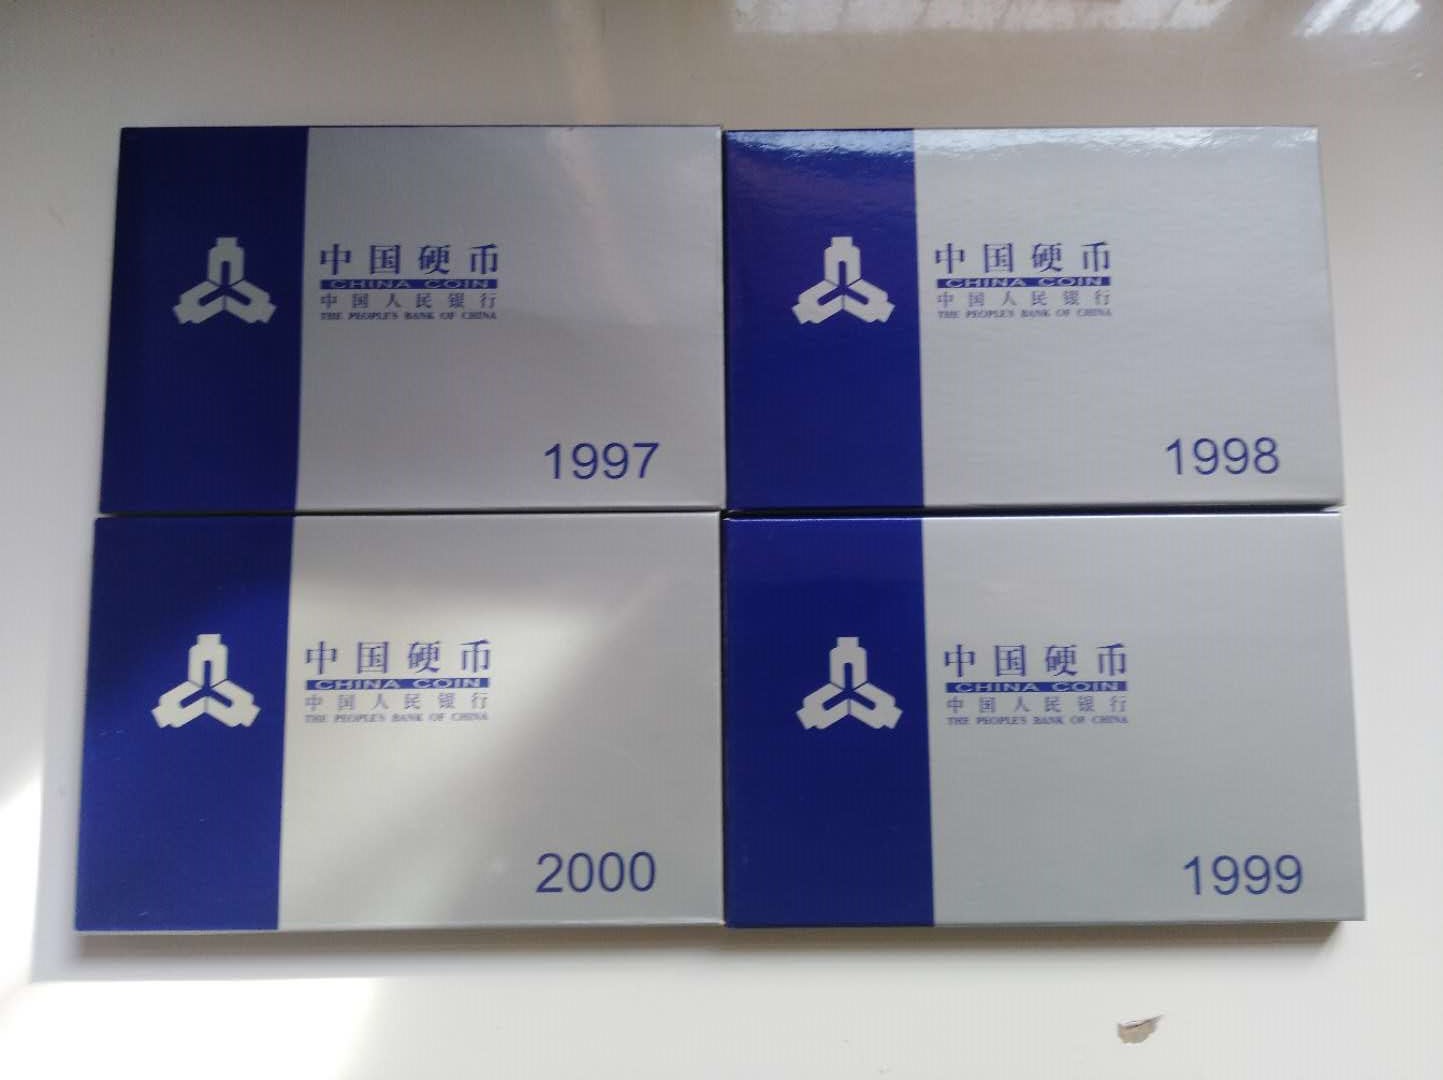 中国硬币
CHINA COIN
中国人民银行
THE PEOPLE'S BANK OF CHINA
1997
中国硬币
CHINA COIN
中国人民银行
THE PEOPLE'S BANK OF CHINA
1998
中国硬币
CHINA COIN
中国人民银行
THE PEOPLE'S BANK OF CHINA
2000
中国硬币
CHINA COIN
中国人民银行
THE PEOPLE'S BANK OF CHINA
1999